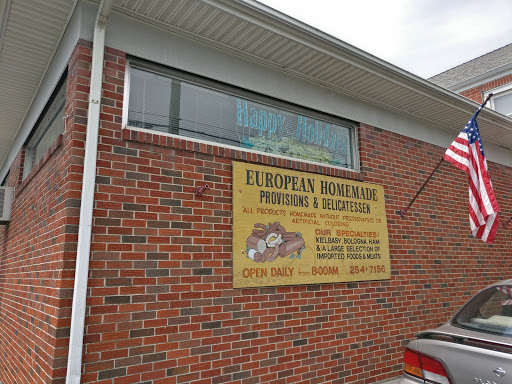 Happy Holidays
EUROPEAN HOMEMADE
PROVISIONS & DELICATESSEN
ALL PRODUCTS HOMEMADE WITHOUT PRESERVATIVES OR
ARTIFICIAL COLORING
OUR SPECIALTIES!
KIELBASY, BOLOGNA, HAM
& A LARGE SELECTION OF
IMPORTED FOODS & MEATS
OPEN DAILY from 8:00AM 254-7156